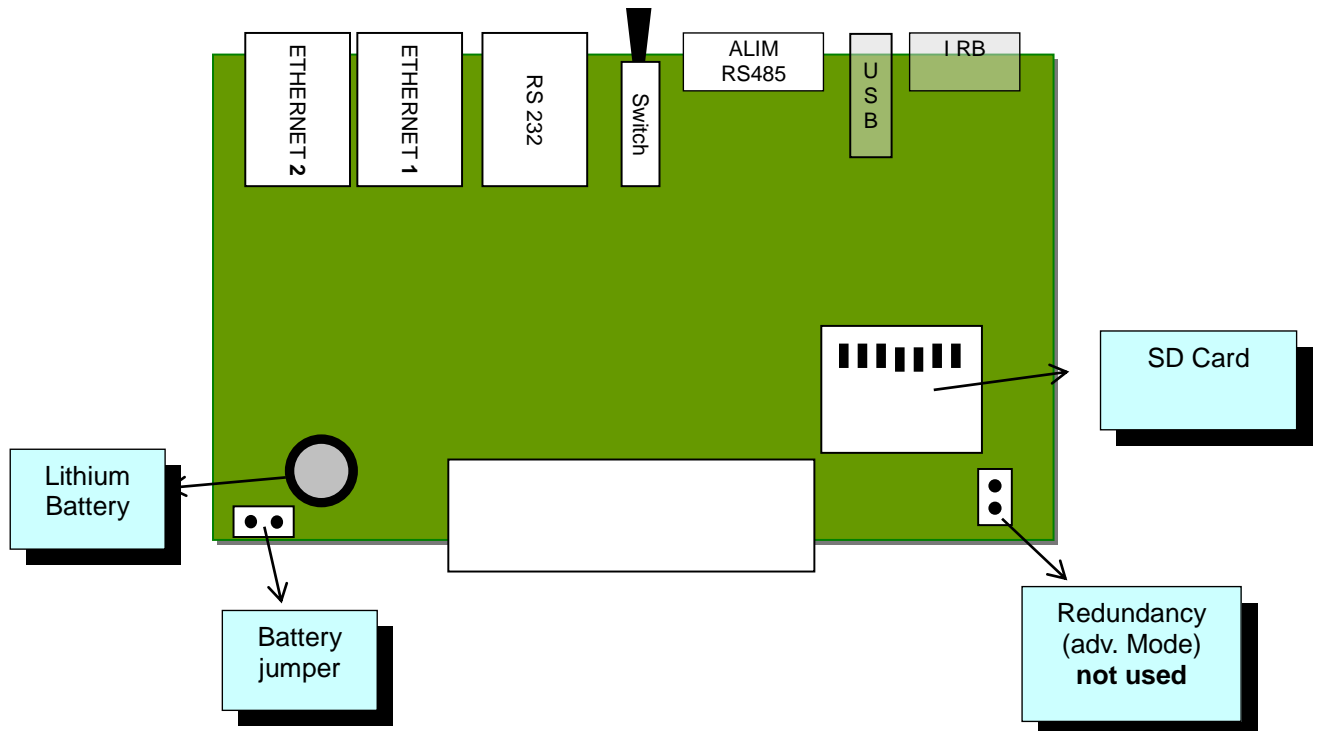 ETHERNET 2
ETHERNET 1
RS 232
Switch
ALIM
RS485
U
S
B
I RB
SD Card
Lithium
Battery
Battery
jumper
Redundancy
(adv. Mode)
not used